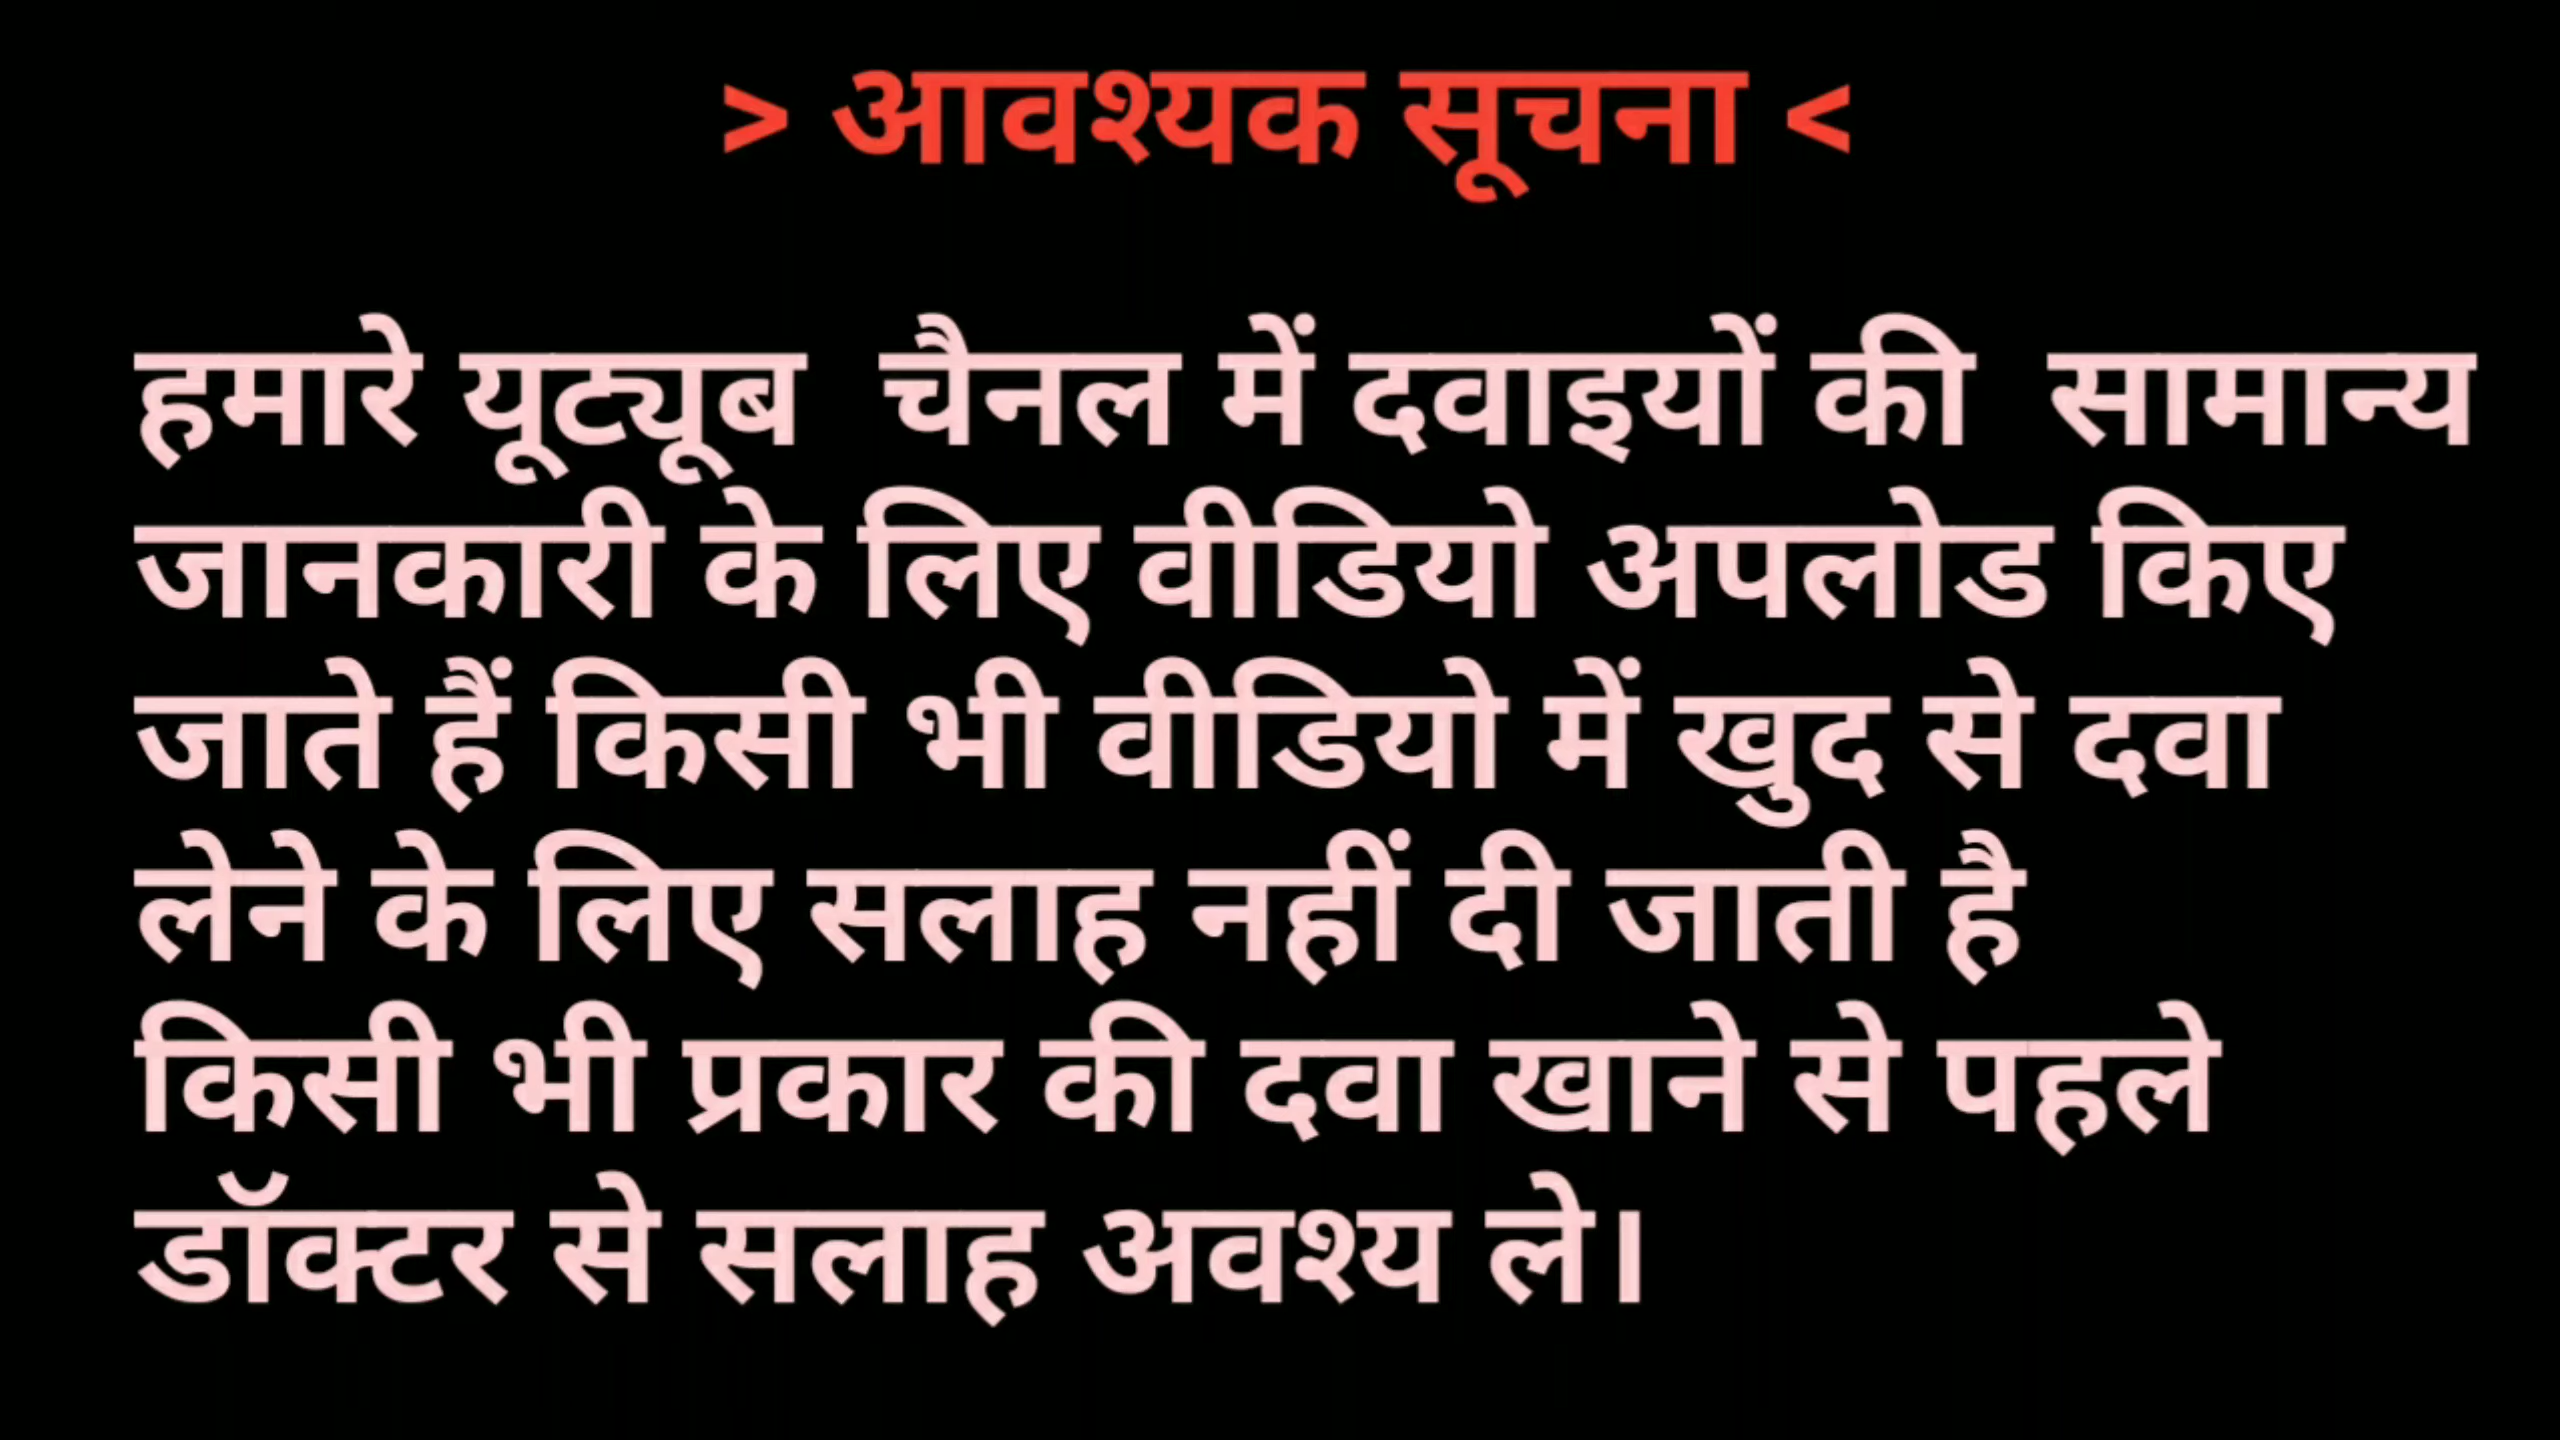 > आवश्यक सूचना <
हमारे यूट्यूब चैनल में दवाइयों की सामान्य
जानकारी के लिए वीडियो अपलोड किए
जाते हैं किसी भी वीडियो में खुद से दवा
लेने के लिए सलाह नहीं दी जाती है
किसी भी प्रकार की दवा खाने से पहले
डॉक्टर से सलाह अवश्य ले।